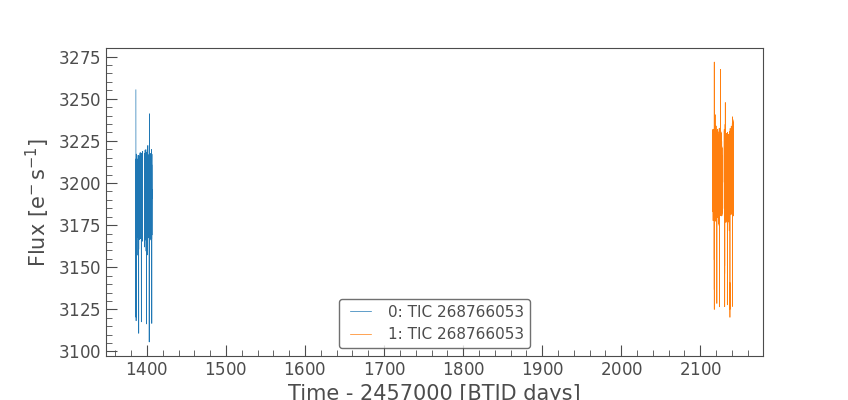 3275
3250
3225
3200
3175
3150
3125
3100
Flux [e⁻ s⁻¹]
0: TIC 268766053
1: TIC 268766053
1400 1500 1600 1700 1800 1900 2000 2100
Time - 2457000 [BTJD days]